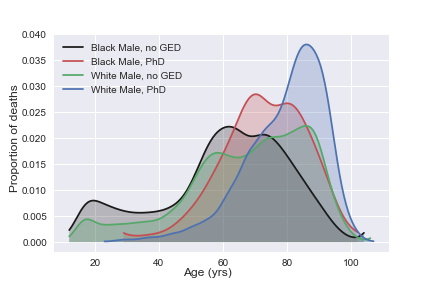 0.040
0.035
0.030
0.025
0.020
0.015
0.010
0.005
0.000
Proportion of deaths
Black Male, no GED
Black Male, PhD
White Male, no GED
White Male, PhD
20 40 60 80 100
Age (yrs)